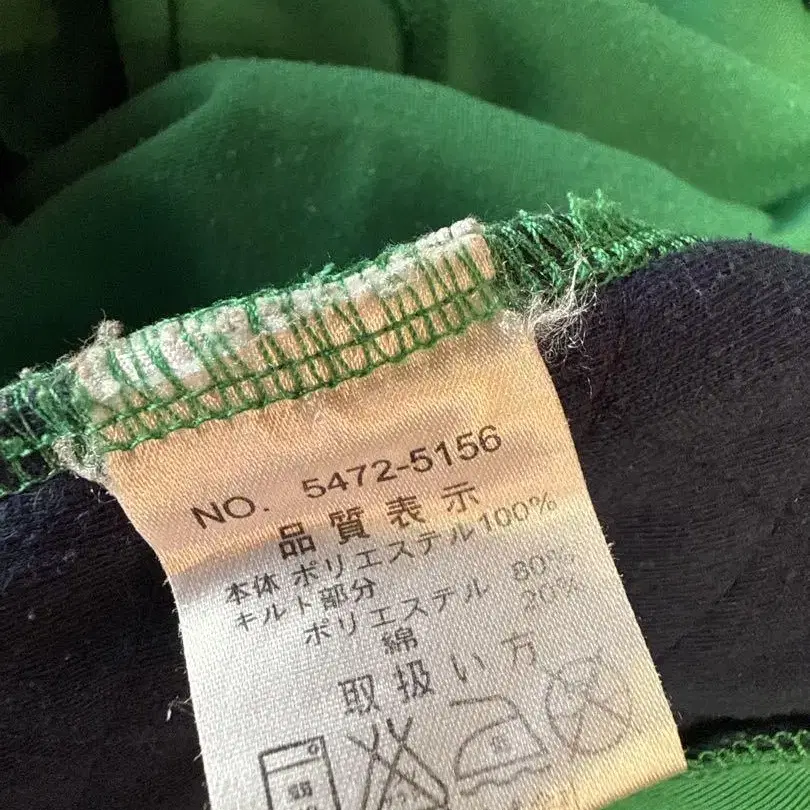 NO. 5472-5156
品質表示
本体 ポリエステル100%
キルト部分
ポリエステル 80%
綿 20%
取扱い方